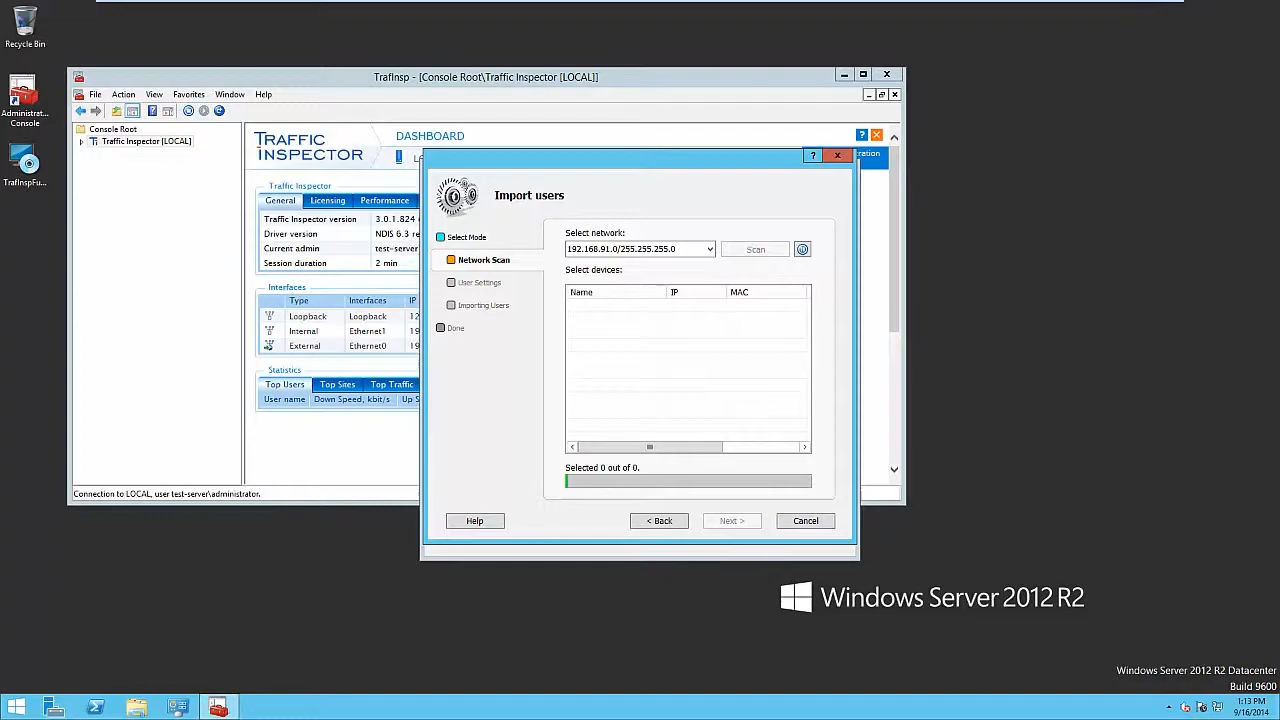 Recycle Bin
Administrat...
Console
TrafInspFu...
TrafInsp - [Console Root\Traffic Inspector [LOCAL]]
File Action View Favorites Window Help
Console Root
Traffic Inspector [LOCAL]
TRAFFIC
INSPECTOR
DASHBOARD
ration
Traffic Inspector
General Licensing Performance
Traffic Inspector version 3.0.1.824
Driver version NDIS 6.3
Current admin test-server
Session duration 2 min
Interfaces
Type Interfaces IP
Loopback Loopback 12
Internal Ethernet1 19
External Ethernet0 19
Statistics
Top Users Top Sites Top Traffic
User name Down Speed, kbit/s Up S
Connection to LOCAL, user test-server\administrator.
Import users
Select Mode
Network Scan
User Settings
Importing Users
Done
Select network:
192.168.91.0/255.255.255.0 Scan
Select devices:
Name IP MAC
Selected 0 out of 0.
Help < Back Next > Cancel
Windows Server 2012 R2
Windows Server 2012 R2 Datacenter
Build 9600
1:13 PM
9/16/2014